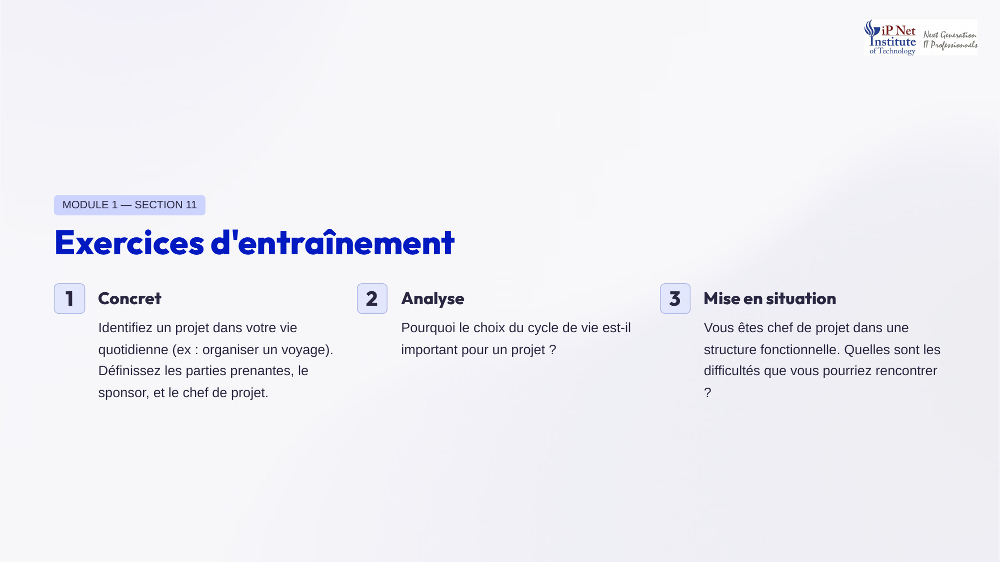 iP Net
Institute
of Technology
Next Generation
IT Professionnels
MODULE 1 — SECTION 11
Exercices d'entraînement
1
Concret
Identifiez un projet dans votre vie
quotidienne (ex : organiser un voyage).
Définissez les parties prenantes, le
sponsor, et le chef de projet.
2
Analyse
Pourquoi le choix du cycle de vie est-il
important pour un projet ?
3
Mise en situation
Vous êtes chef de projet dans une
structure fonctionnelle. Quelles sont les
difficultés que vous pourriez rencontrer
?